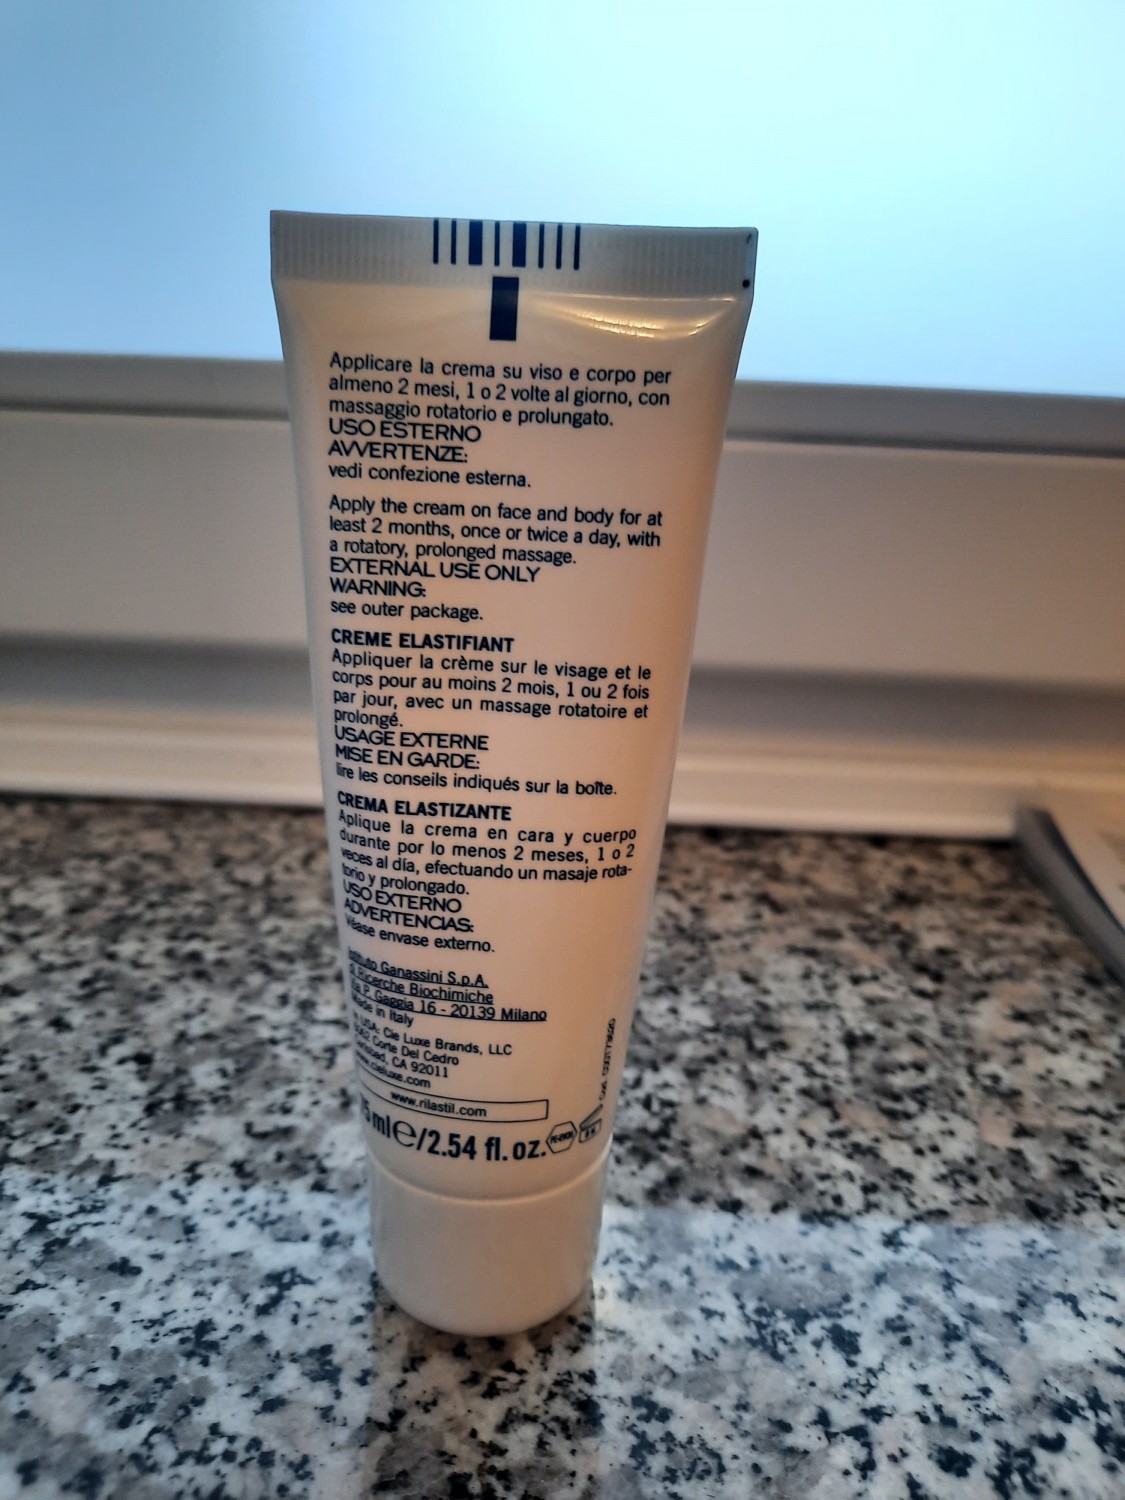 Applicare la crema su viso e corpo per
almeno 2 mesi, 1 o 2 volte al giorno, con
massaggio rotatorio e prolungato.
USO ESTERNO
AVVERTENZE:
vedi confezione esterna.
Apply the cream on face and body for at
least 2 months, once or twice a day, with
a rotatory, prolonged massage.
EXTERNAL USE ONLY
WARNING:
see outer package.
CREME ELASTIFIANT
Appliquer la crème sur le visage et le
corps pour au moins 2 mois, 1 ou 2 fois
par jour, avec un massage rotatoire et
prolongé.
USAGE EXTERNE
MISE EN GARDE:
lire les conseils indiqués sur la boîte.
CREMA ELASTIZANTE
Aplique la crema en cara y cuerpo
durante por lo menos 2 meses, 1 o 2
veces al día, efectuando un masaje rota-
torio y prolongado.
USO EXTERNO
ADVERTENCIAS:
Véase envase externo.
Ganassini S.p.A.
Ricerche Biochimiche
P. Gaggia 16 - 20139 Milano
Made in Italy
USA: Cie Luxe Brands, LLC
Corte Del Cedro
CA 92011
www.rilastil.com
ml e/2.54 fl. oz.